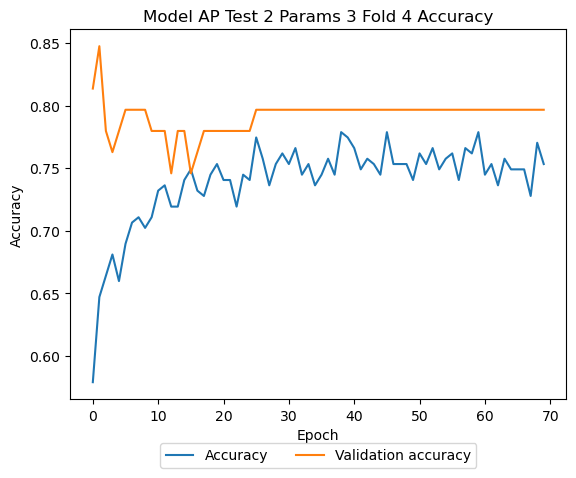 Model AP Test 2 Params 3 Fold 4 Accuracy
0.85
0.80
0.75
0.70
0.65
0.60
Accuracy
0 10 20 30 40 50 60 70
Epoch
Accuracy Validation accuracy